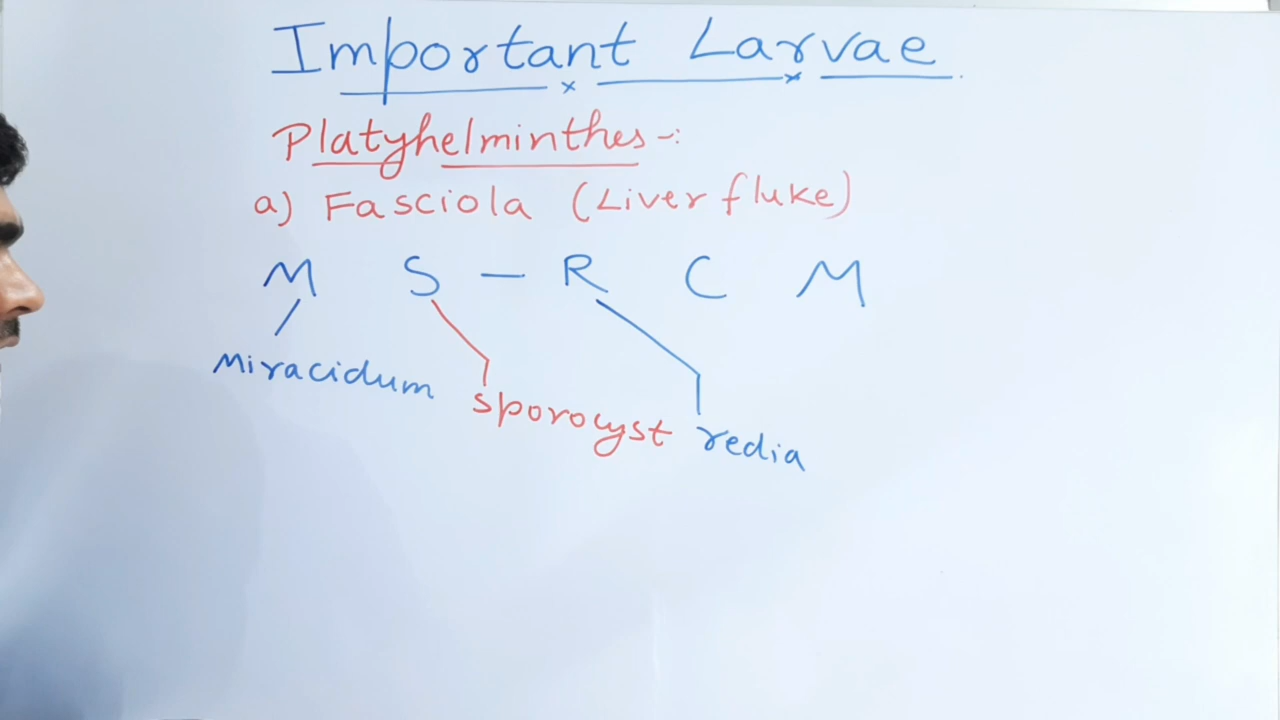 Important Larvae
Platyhelminthes -:
a) Fasciola (Liver fluke)
M S - R C M
Miracidum
sporocyst
redia